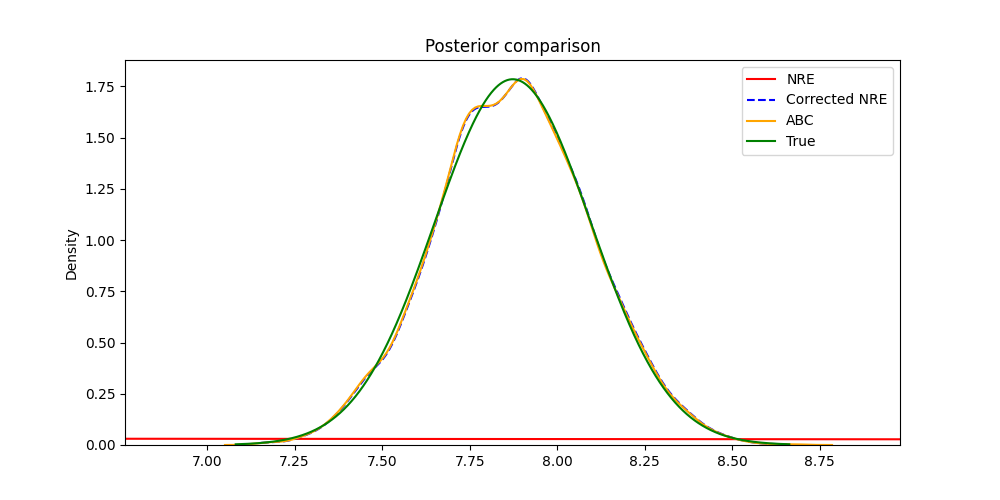 Posterior comparison
NRE
Corrected NRE
ABC
True
Density
1.75
1.50
1.25
1.00
0.75
0.50
0.25
0.00
7.00 7.25 7.50 7.75 8.00 8.25 8.50 8.75